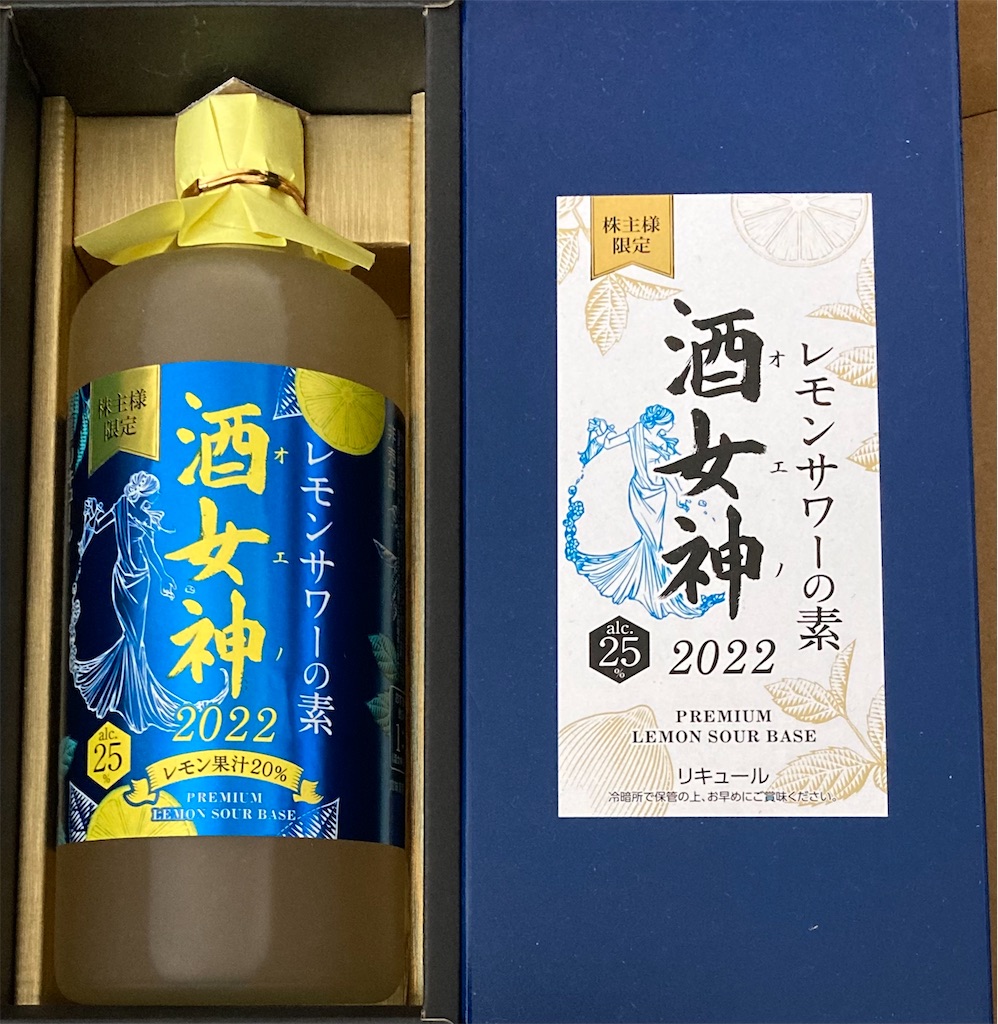 株主様
限定
レモンサワーの素
酒女神
オエノ
2022
alc.
25
%
レモン果汁20%
PREMIUM
LEMON SOUR BASE
株主様
限定
レモンサワーの素
酒女神
オエノ
2022
alc.
25
%
PREMIUM
LEMON SOUR BASE
リキュール
冷暗所で保管の上、お早めにご賞味ください。